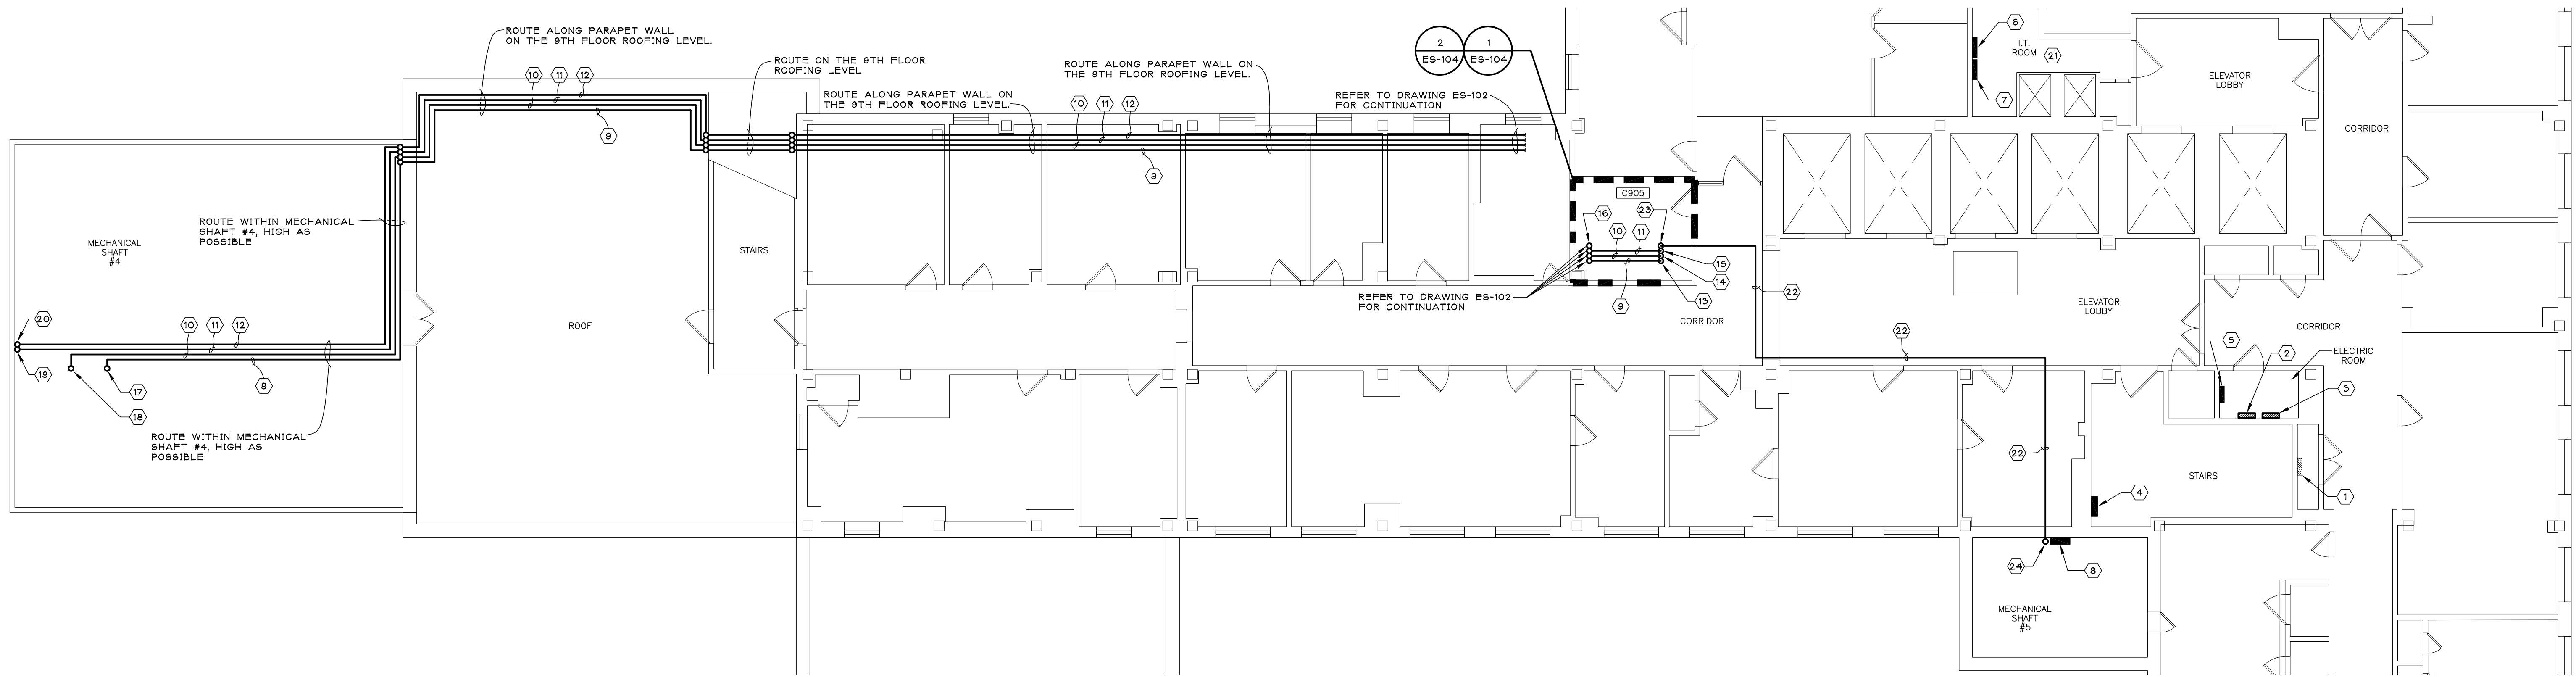 ROUTE ALONG PARAPET WALL
ON THE 9TH FLOOR ROOFING LEVEL.
10
11
12
9
ROUTE ON THE 9TH FLOOR
ROOFING LEVEL
ROUTE ALONG PARAPET WALL ON
THE 9TH FLOOR ROOFING LEVEL.
ROUTE ALONG PARAPET WALL ON
THE 9TH FLOOR ROOFING LEVEL.
10
11
12
9
2
ES-104
1
ES-104
REFER TO DRAWING ES-102
FOR CONTINUATION
6
I.T.
ROOM
21
7
ELEVATOR
LOBBY
CORRIDOR
C905
16
23
10
11
15
14
13
9
REFER TO DRAWING ES-102
FOR CONTINUATION
CORRIDOR
22
22
22
ELEVATOR
LOBBY
CORRIDOR
5
2
ELECTRIC
ROOM
3
STAIRS
4
1
24
8
MECHANICAL
SHAFT
#5
ROUTE WITHIN MECHANICAL
SHAFT #4, HIGH AS
POSSIBLE
MECHANICAL
SHAFT
#4
STAIRS
ROOF
20
10
11
12
19
9
17
18
ROUTE WITHIN MECHANICAL
SHAFT #4, HIGH AS
POSSIBLE